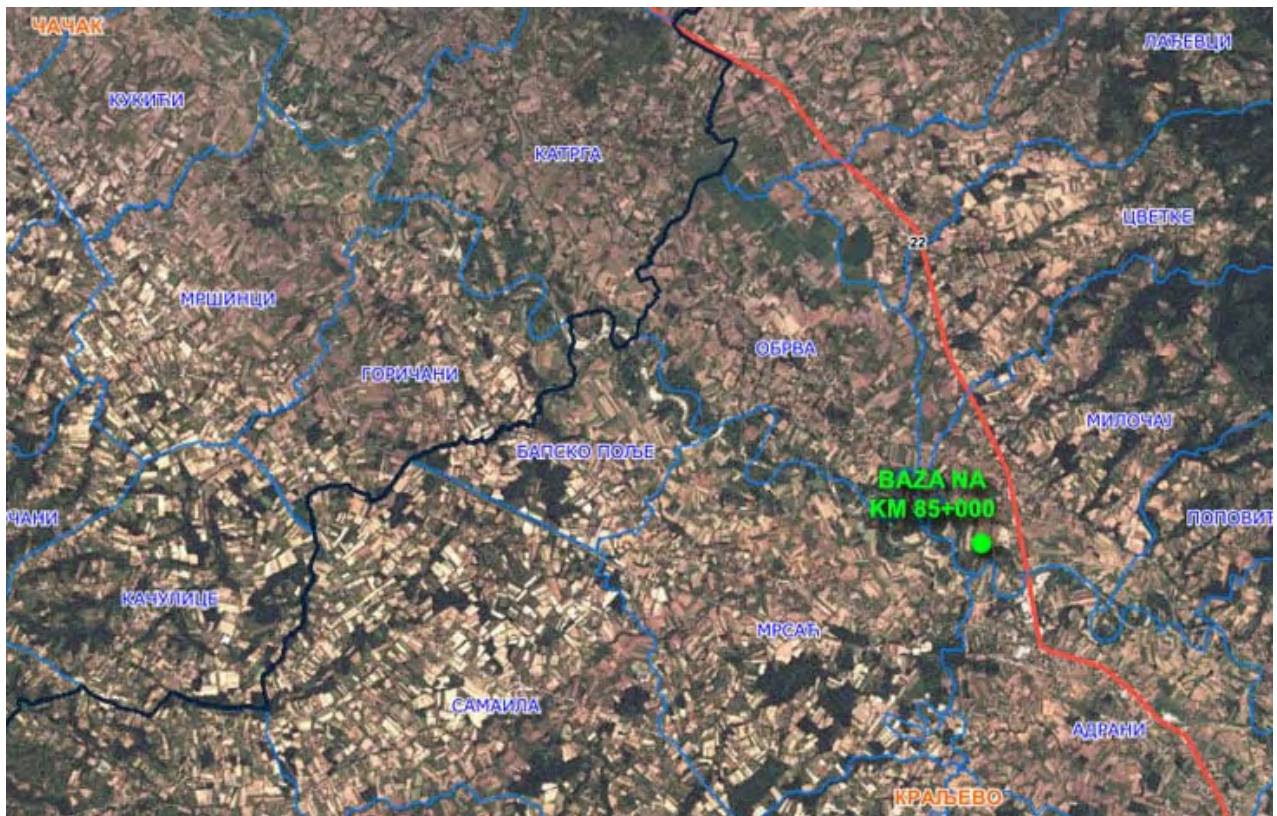 ЧАЧАК
ЛАЂЕВЦИ
КУКИЋИ
КАТРГА
ЦВЕТКЕ
22
МРШИНЦИ
ОБРВА
ГОРИЧАНИ
МИЛОЧАЈ
БАПСКО ПОЉЕ
BAZA NA
KM 85+000
ЧАНИ
ПОПОВИЋ
КАЧУЛИЦЕ
МРСАЋ
САМАИЛА
АДРАНИ
КРАЉЕВО